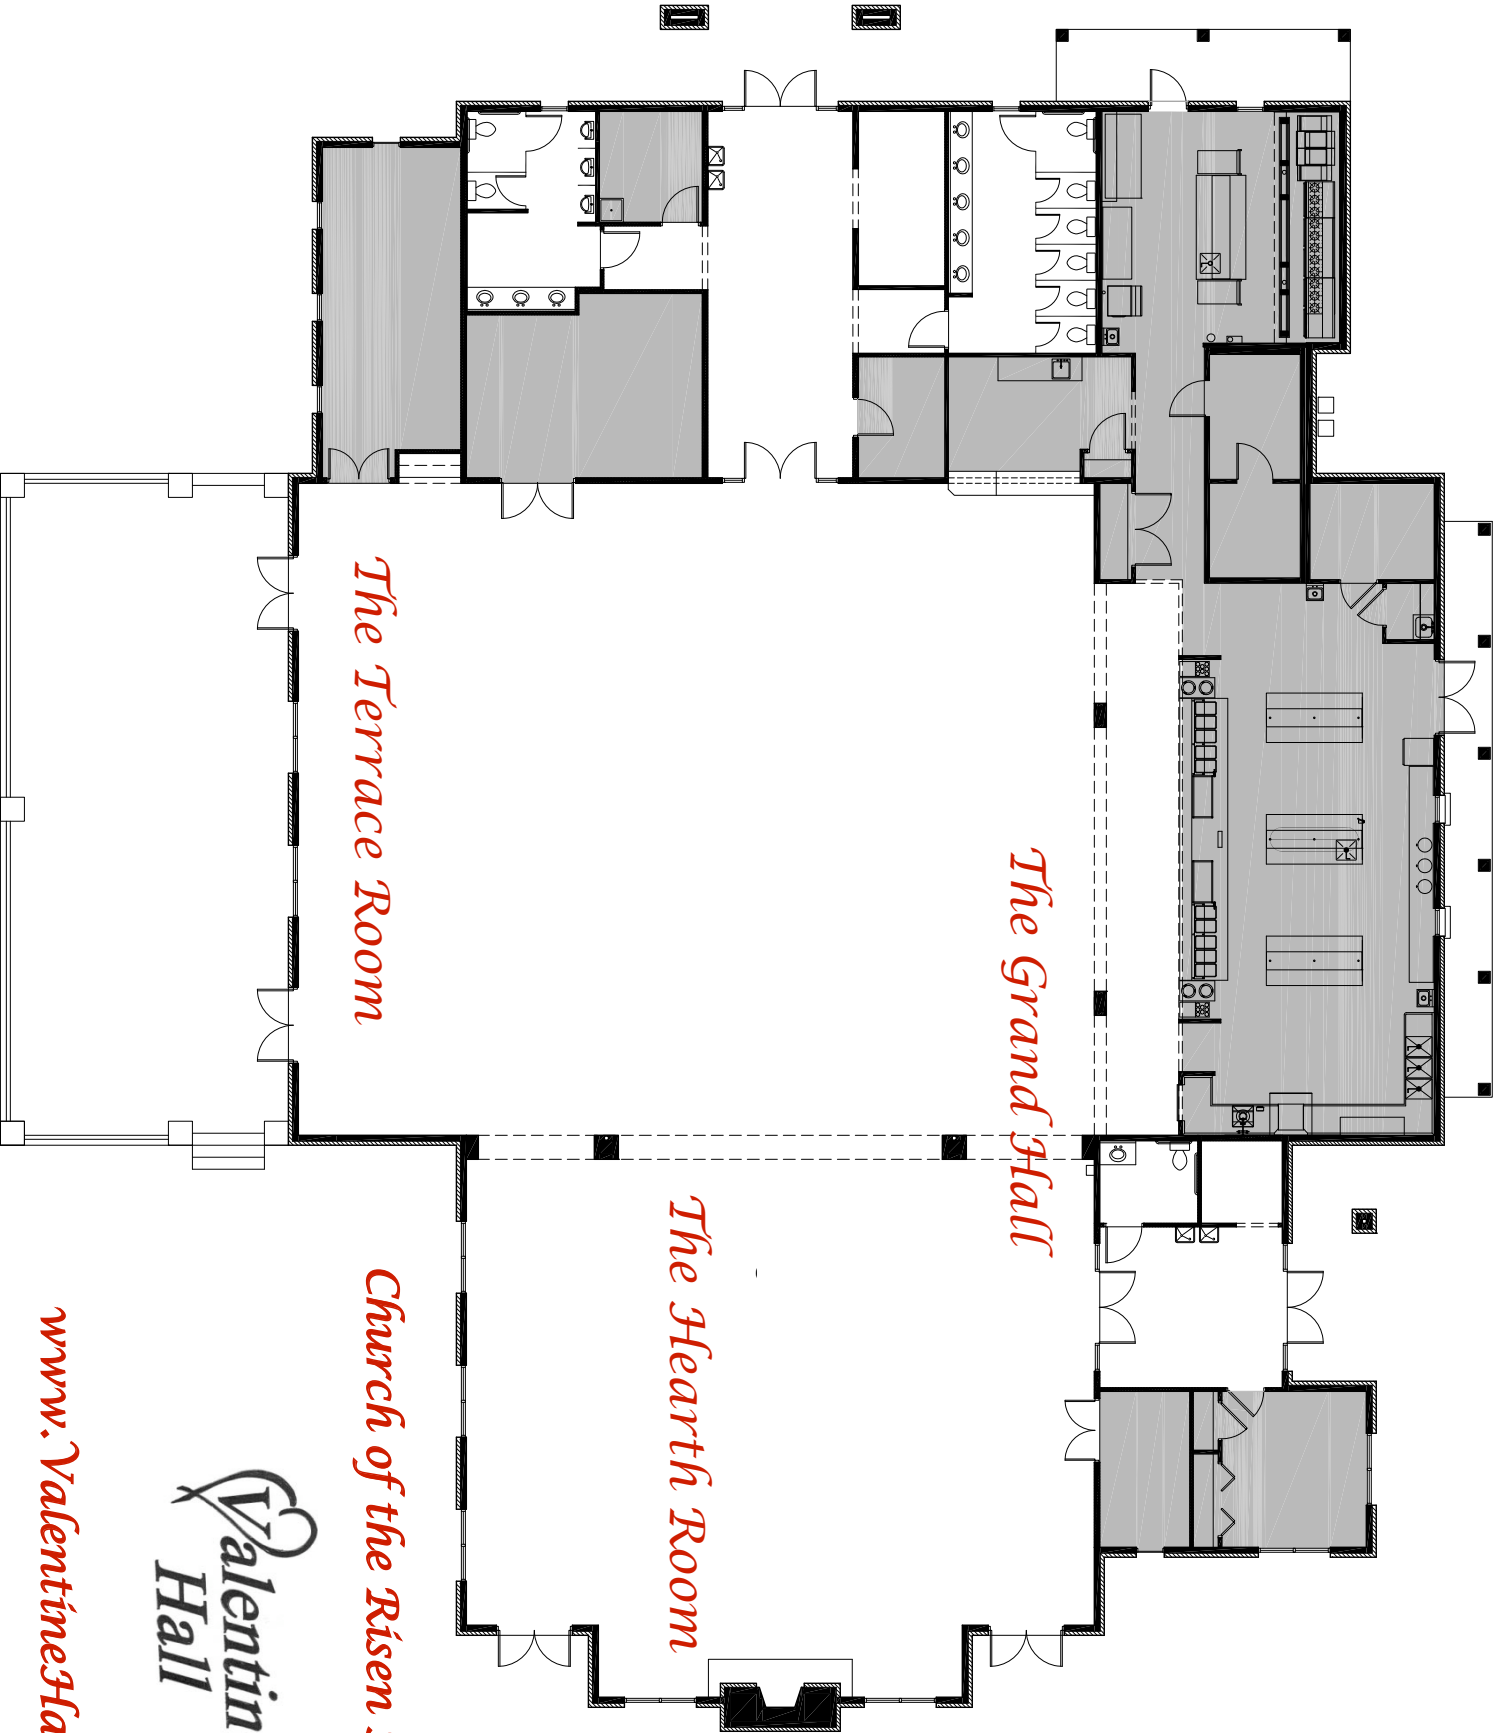 The Grand Hall
The Hearth Room
The Terrace Room
Church of the Risen
Valentin
Hall
www.ValentineHa